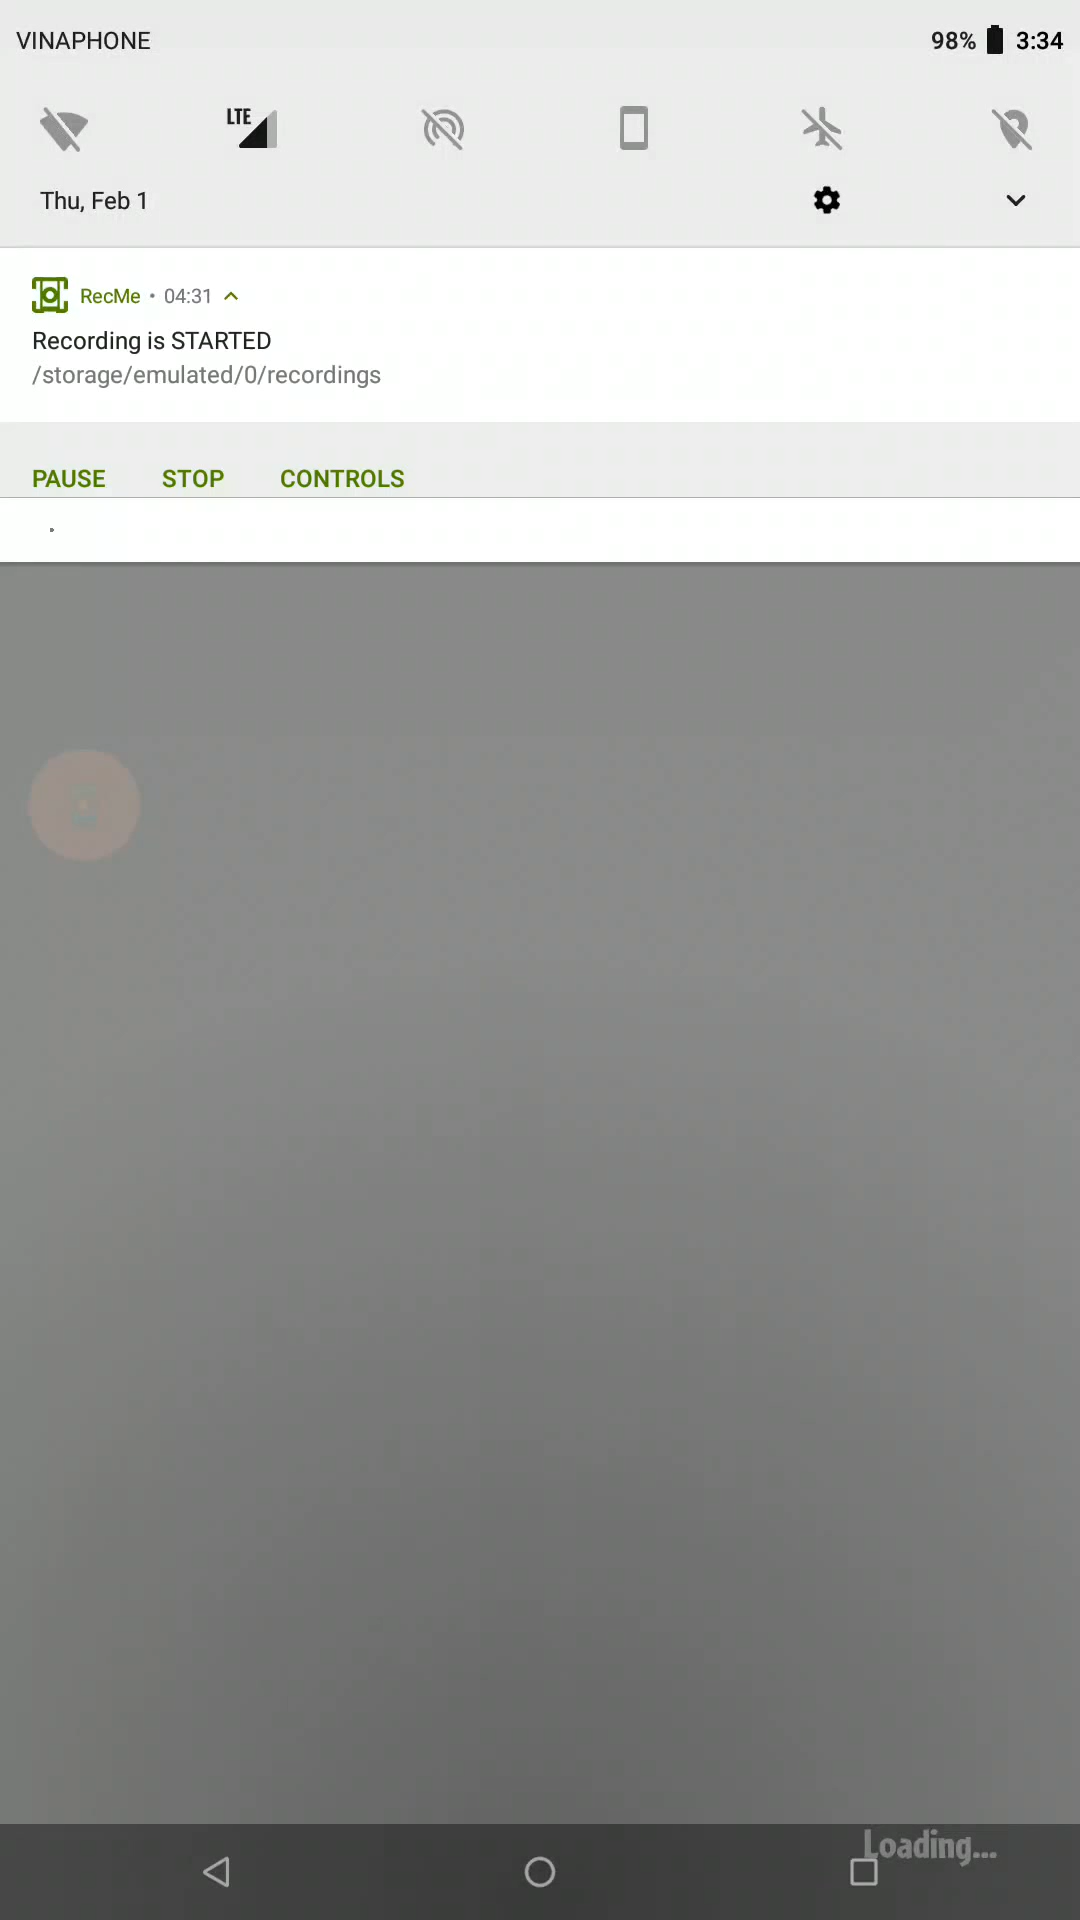 VINAPHONE
98% 3:34
LTE
Thu, Feb 1
RecMe • 04:31
Recording is STARTED
/storage/emulated/0/recordings
PAUSE STOP CONTROLS
Loading...